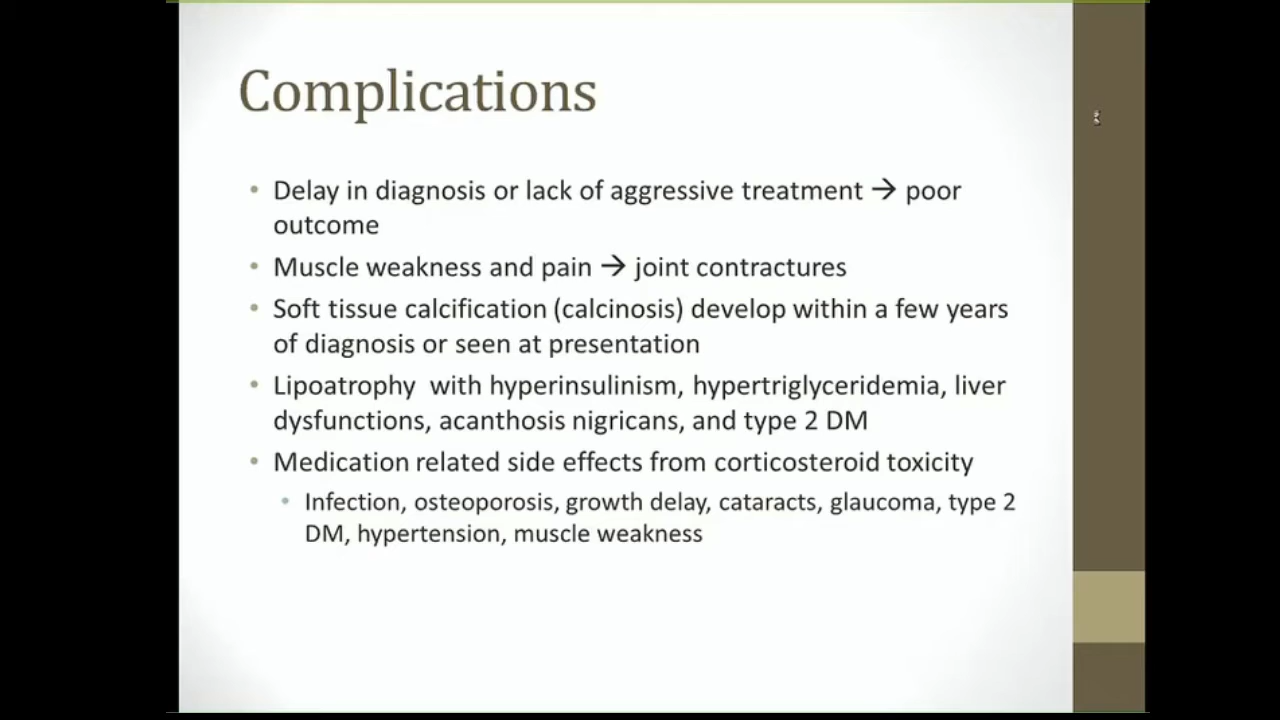 Complications
• Delay in diagnosis or lack of aggressive treatment → poor
outcome
• Muscle weakness and pain → joint contractures
• Soft tissue calcification (calcinosis) develop within a few years
of diagnosis or seen at presentation
• Lipoatrophy  with hyperinsulinism, hypertriglyceridemia, liver
dysfunctions, acanthosis nigricans, and type 2 DM
• Medication related side effects from corticosteroid toxicity
• Infection, osteoporosis, growth delay, cataracts, glaucoma, type 2
DM, hypertension, muscle weakness